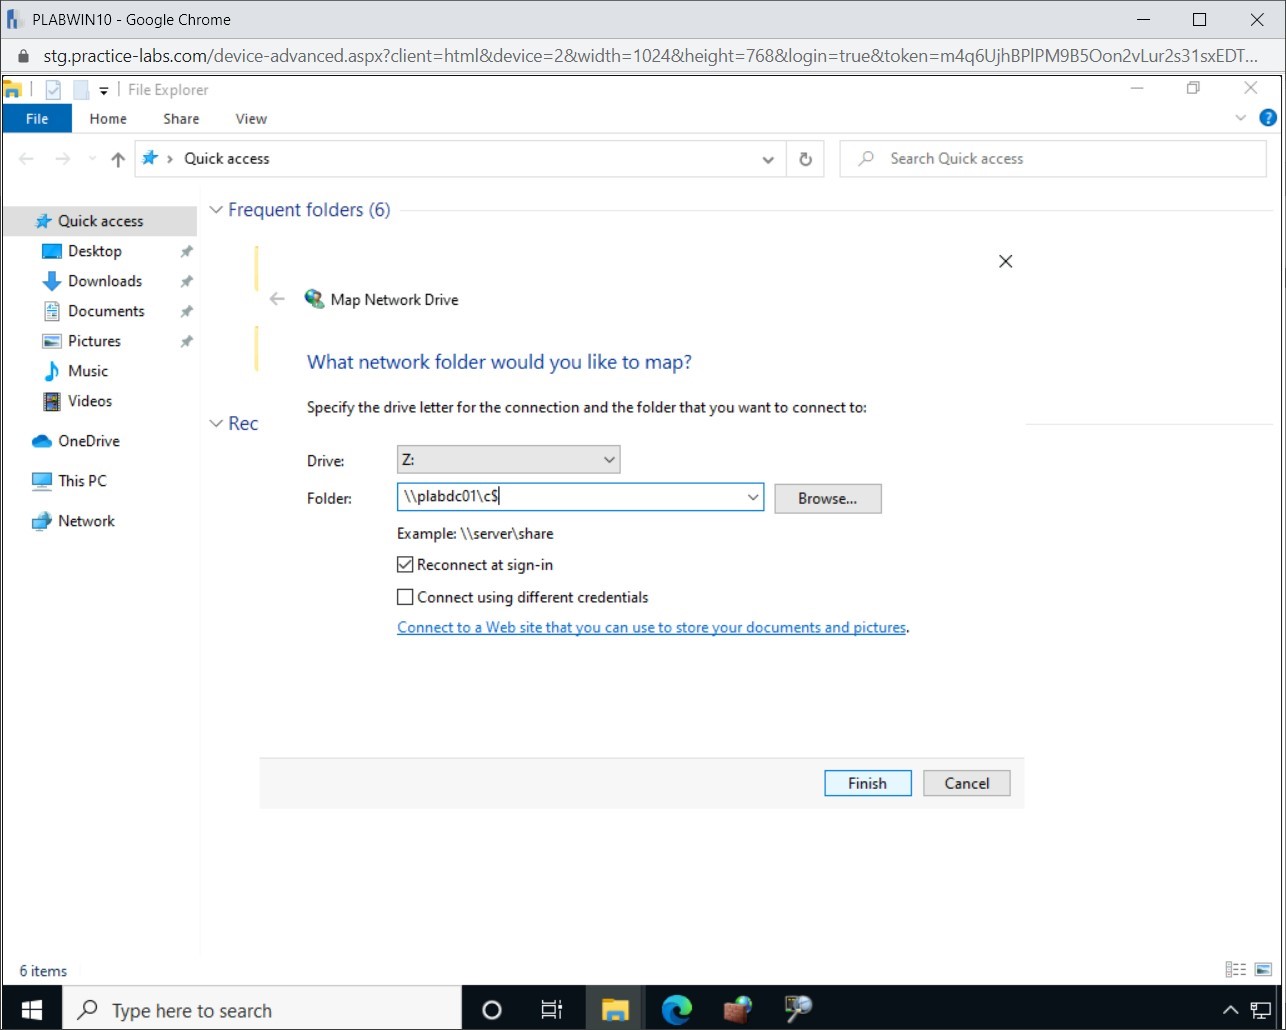 PLABWIN10 - Google Chrome
stg.practice-labs.com/device-advanced.aspx?client=html&device=2&width=1024&height=768&login=true&token=m4q6UjhBPlPM9B5Oon2vLur2s31sxEDT...
File Explorer
File Home Share View
?
Quick access
Search Quick access
Quick access
Desktop
Downloads
Documents
Pictures
Music
Videos
OneDrive
This PC
Network
Frequent folders (6)
Rec
Map Network Drive
What network folder would you like to map?
Specify the drive letter for the connection and the folder that you want to connect to:
Drive: Z:
Folder: \\plabdc01\c$ Browse...
Example: \\server\share
Reconnect at sign-in
Connect using different credentials
Connect to a Web site that you can use to store your documents and pictures.
Finish Cancel
6 items
Type here to search